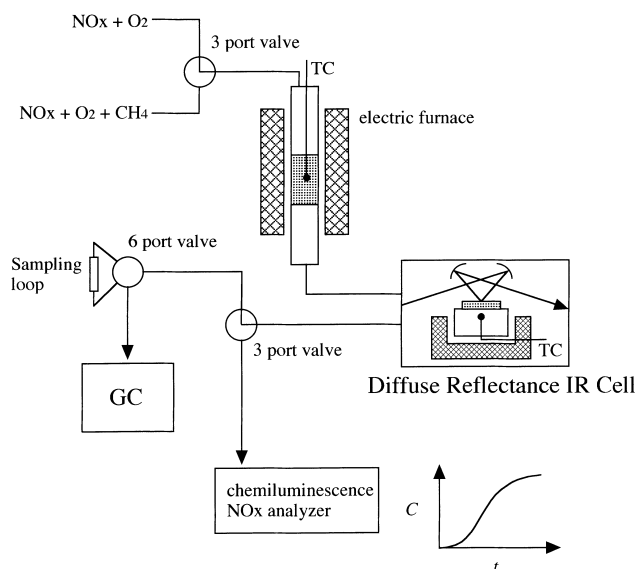 NOx + O2
3 port valve
TC
NOx + O2 + CH4
electric furnace
6 port valve
Sampling
loop
3 port valve
TC
Diffuse Reflectance IR Cell
GC
chemiluminescence
NOx analyzer
C
t